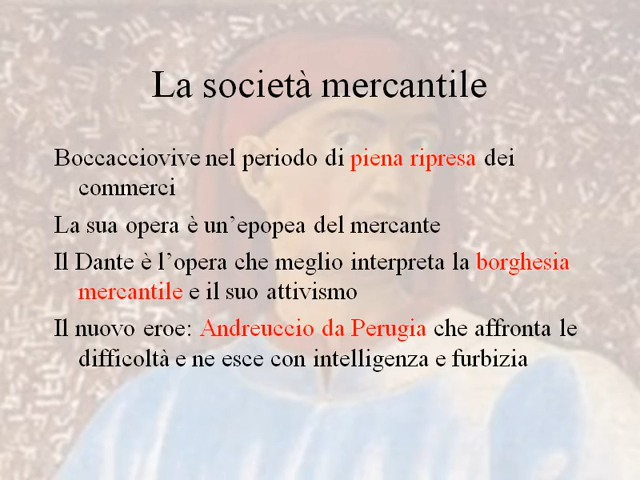 La società mercantile
Boccacciovive nel periodo di piena ripresa dei
commerci
La sua opera è un’epopea del mercante
Il Dante è l’opera che meglio interpreta la borghesia
mercantile e il suo attivismo
Il nuovo eroe: Andreuccio da Perugia che affronta le
difficoltà e ne esce con intelligenza e furbizia